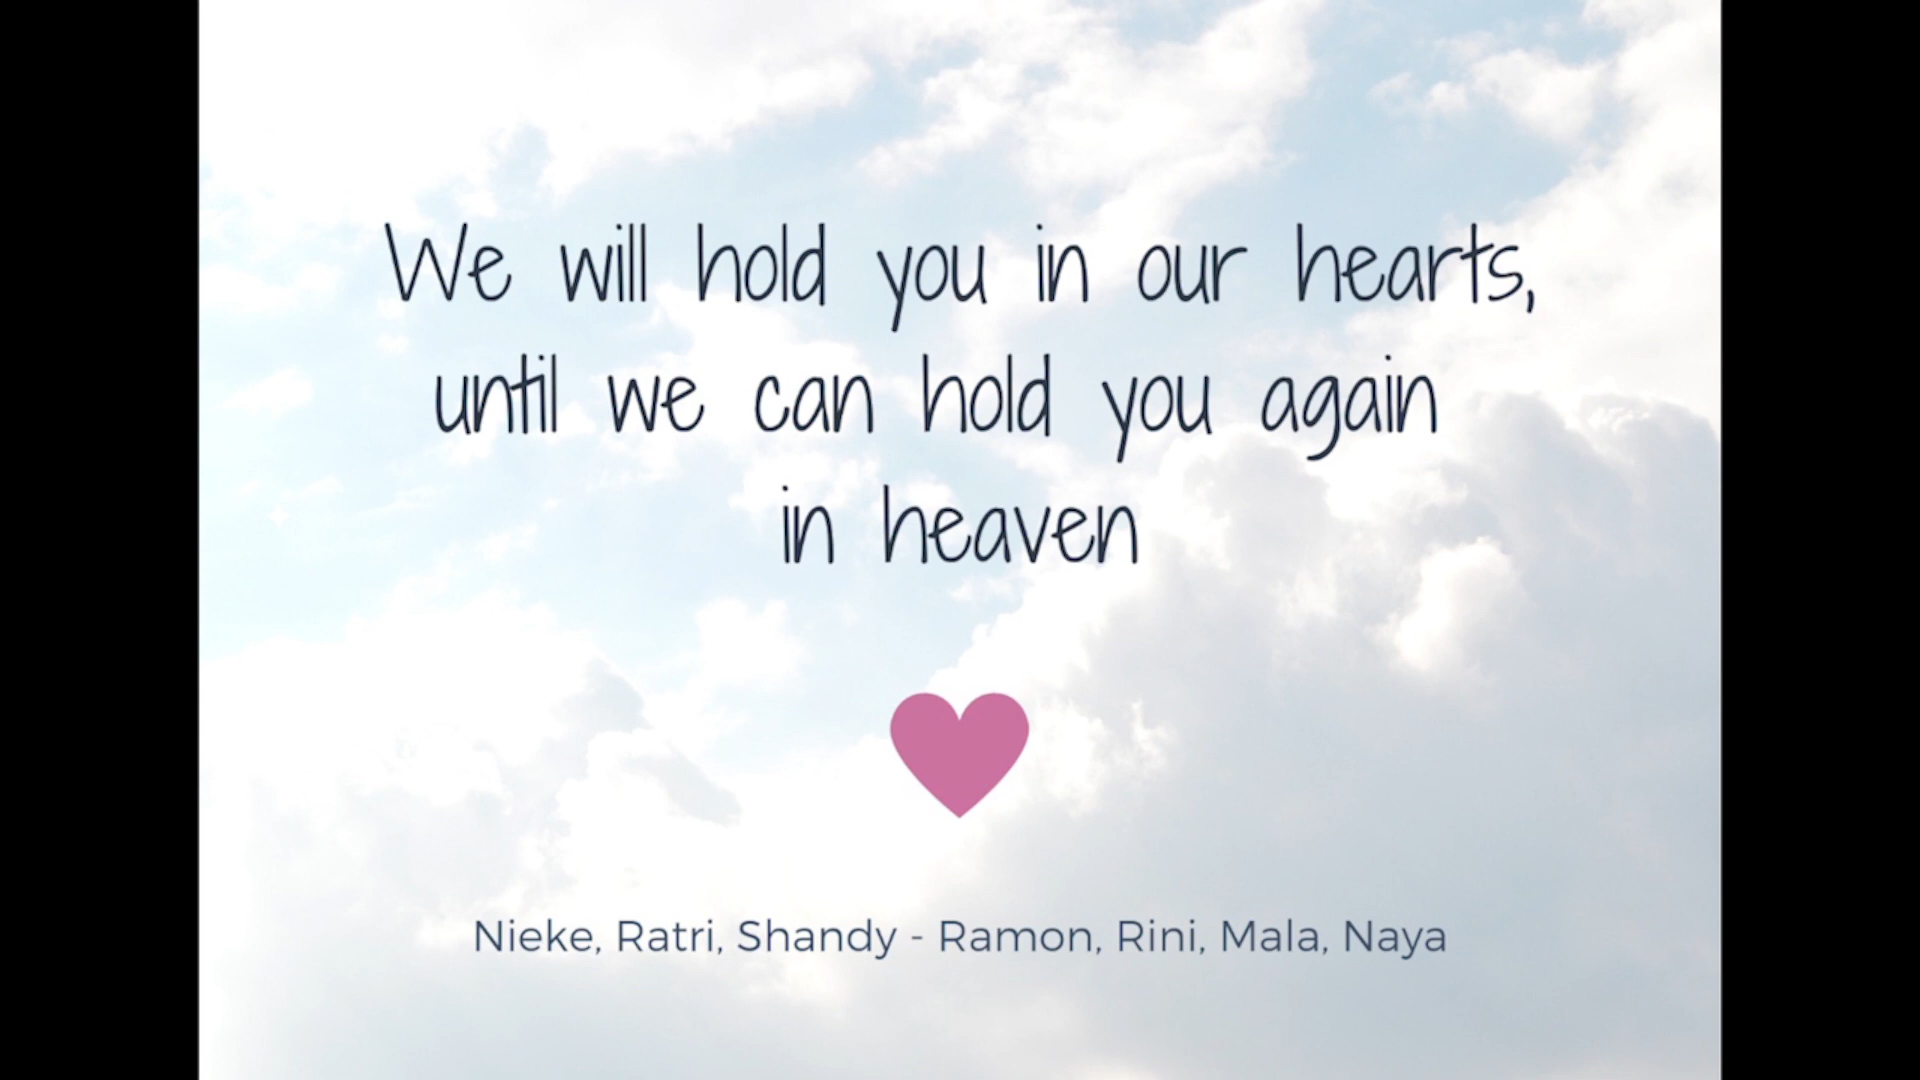 We will hold you in our hearts,
until we can hold you again
in heaven
Nieke, Ratri, Shandy - Ramon, Rini, Mala, Naya